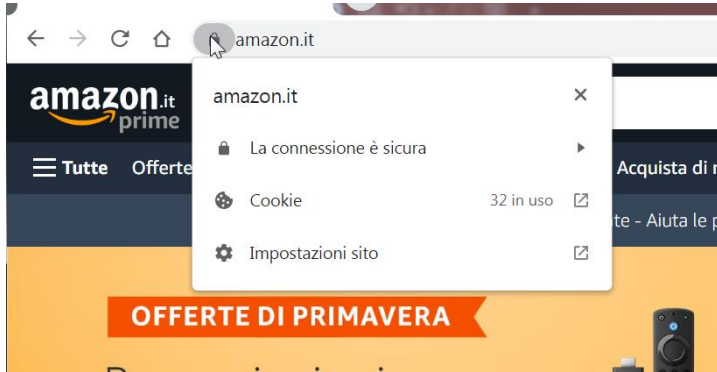 amazon.it
amazon.it
prime
amazon.it
La connessione è sicura
Cookie 32 in uso
Impostazioni sito
Tutte Offerte Acquista di
te - Aiuta le
OFFERTE DI PRIMAVERA